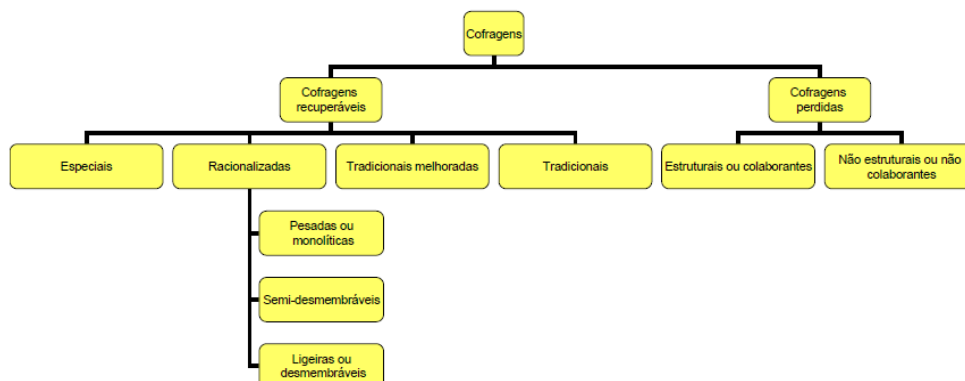 Cofragens
Cofragens
recuperáveis
Cofragens
perdidas
Especiais
Racionalizadas
Tradicionais melhoradas
Tradicionais
Estruturais ou colaborantes
Não estruturais ou não
colaborantes
Pesadas ou
monolíticas
Semi-desmembráveis
Ligeiras ou
desmembráveis